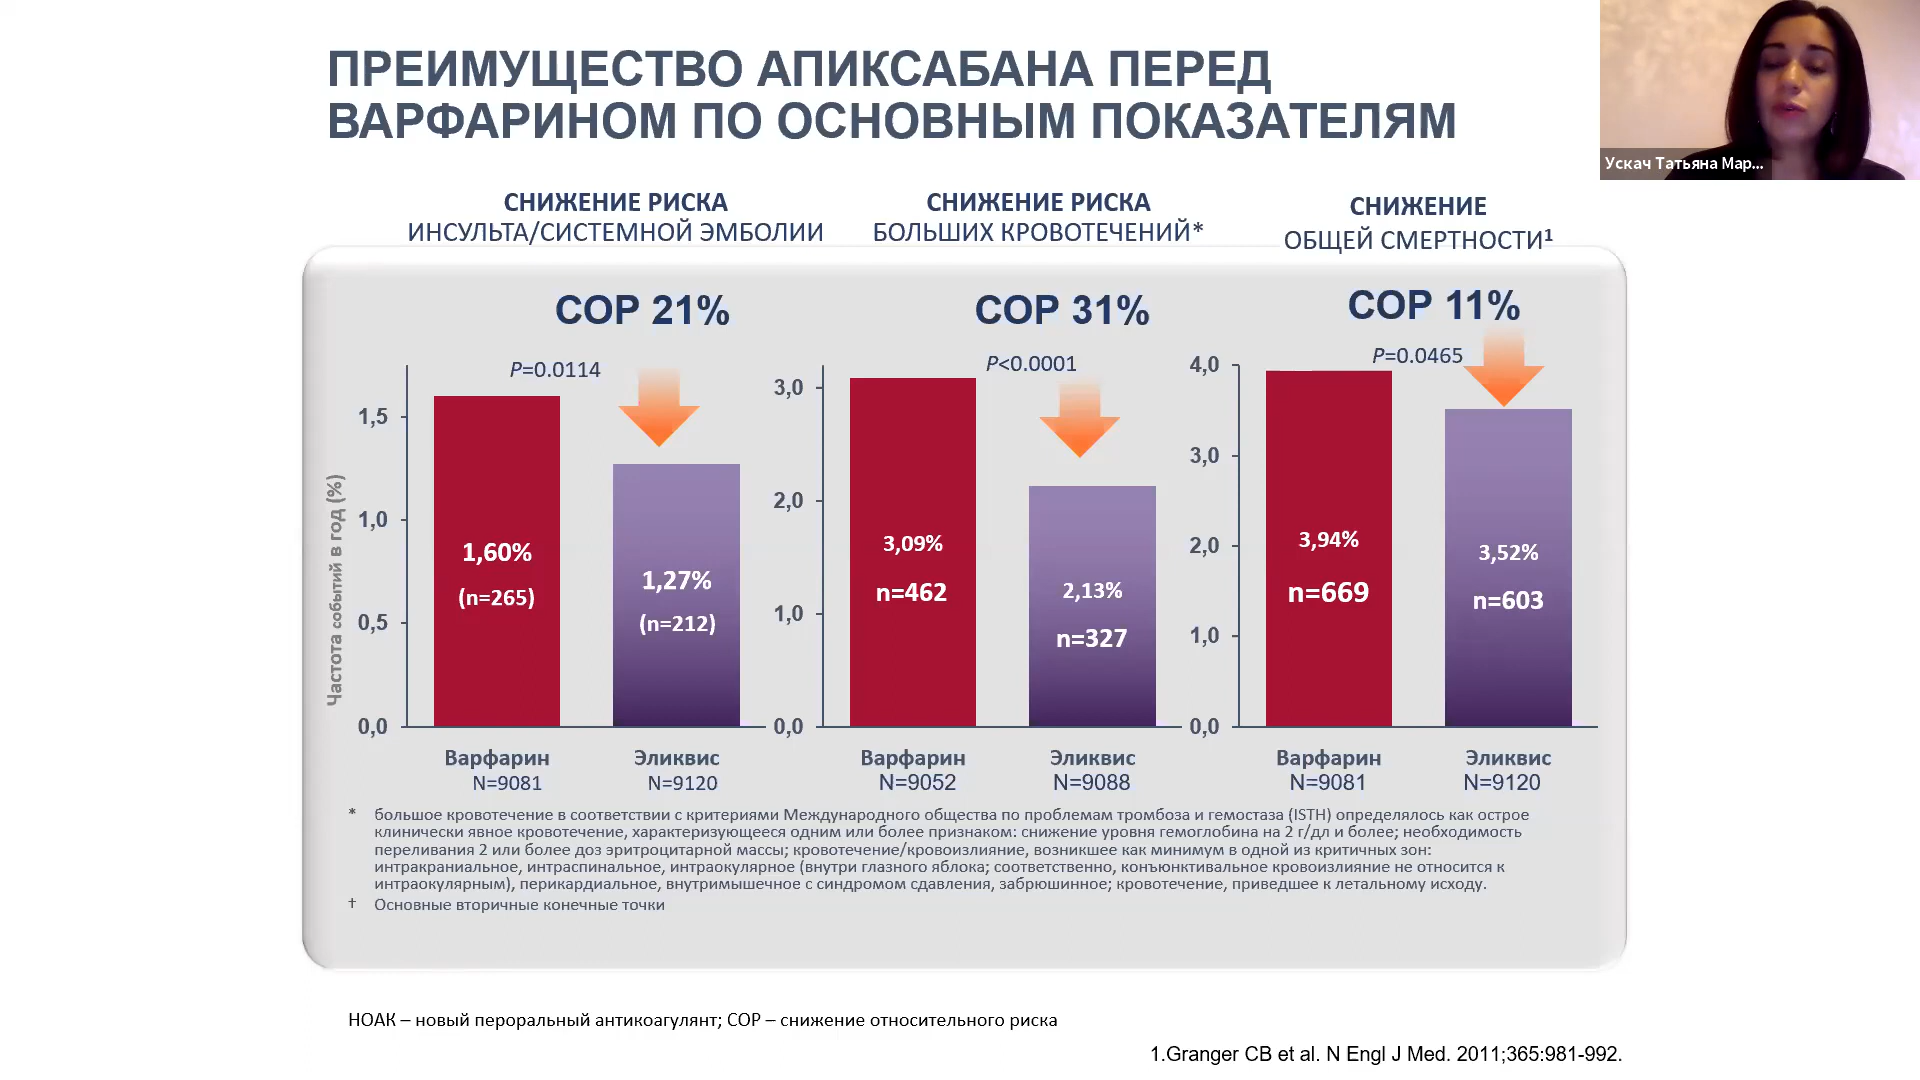 ПРЕИМУЩЕСТВО АПИКСАБАНА ПЕРЕД
ВАРФАРИНОМ ПО ОСНОВНЫМ ПОКАЗАТЕЛЯМ
Ускач Татьяна Мар...
СНИЖЕНИЕ РИСКА
ИНСУЛЬТА/СИСТЕМНОЙ ЭМБОЛИИ
СНИЖЕНИЕ РИСКА
БОЛЬШИХ КРОВОТЕЧЕНИЙ*
СНИЖЕНИЕ
ОБЩЕЙ СМЕРТНОСТИ¹
СОР 21%
P=0.0114
Частота событий в год (%)
1,5
1,0
0,5
0,0
1,60%
(n=265)
1,27%
(n=212)
Варфарин
N=9081
Эликвис
N=9120
СОР 31%
P<0.0001
3,0
2,0
1,0
0,0
3,09%
n=462
2,13%
n=327
Варфарин
N=9052
Эликвис
N=9088
СОР 11%
P=0.0465
4,0
3,0
2,0
1,0
0,0
3,94%
n=669
3,52%
n=603
Варфарин
N=9081
Эликвис
N=9120
* большое кровотечение в соответствии с критериями Международного общества по проблемам тромбоза и гемостаза (ISTH) определялось как острое
клинически явное кровотечение, характеризующееся одним или более признаком: снижение уровня гемоглобина на 2 г/дл и более; необходимость
переливания 2 или более доз эритроцитарной массы; кровотечение/кровоизлияние, возникшее как минимум в одной из критичных зон:
интракраниальное, интраспинальное, интраокулярное (внутри глазного яблока; соответственно, конъюнктивальное кровоизлияние не относится к
интраокулярным), перикардиальное, внутримышечное с синдромом сдавления, забрюшинное; кровотечение, приведшее к летальному исходу.
† Основные вторичные конечные точки
НОАК – новый пероральный антикоагулянт; СОР – снижение относительного риска
1.Granger CB et al. N Engl J Med. 2011;365:981-992.